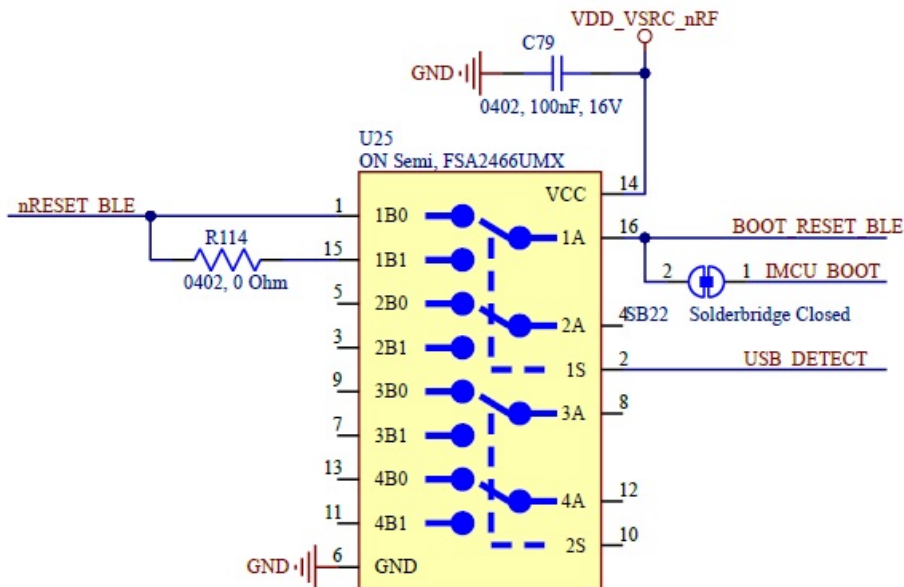 VDD_VSRC_nRF
C79
GND
0402, 100nF, 16V
U25
ON Semi, FSA2466UMX
VCC 14
nRESET_BLE 1 1B0
1A 16 BOOT_RESET_BLE
R114
15 1B1
0402, 0 Ohm
2 1 IMCU_BOOT
SB22 Solderbridge Closed
5 2B0
2A 4
3 2B1
1S 2 USB_DETECT
9 3B0
3A 8
7 3B1
13 4B0
4A 12
11 4B1
2S 10
GND 6 GND